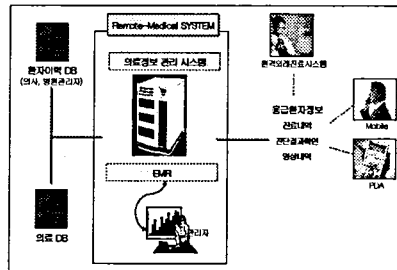 Remote-Medical SYSTEM
의료정보 관리 시스템
환자이력 DB
(의사, 병원관리자)
원격의료진료시스템
응급환자정보
진료내역
진단결과확인
영상내역
Mobile
PDA
EMR
의료 DB
관리자